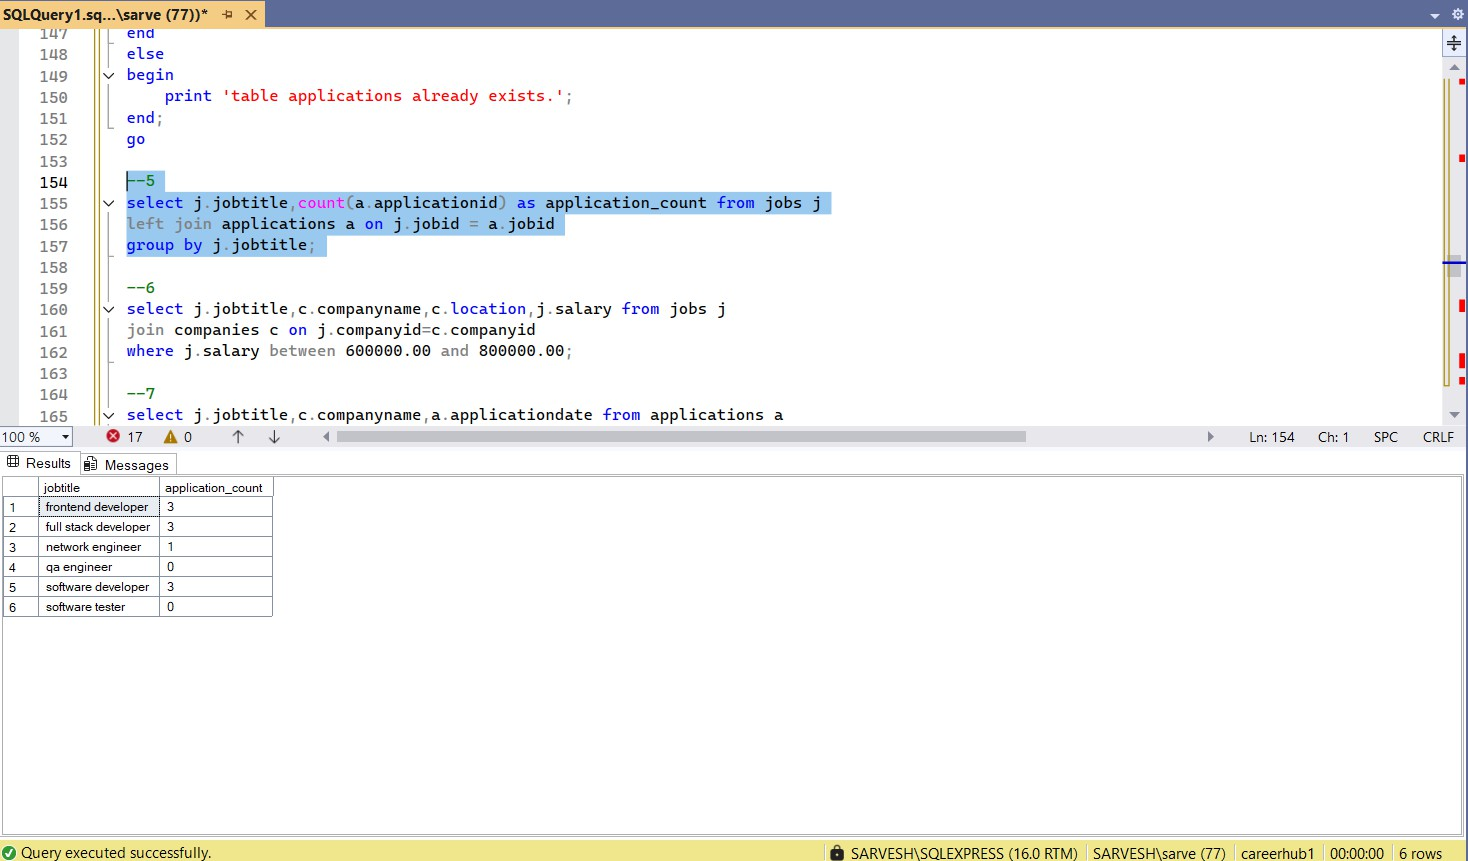 SQLQuery1.sq...\sarve (77))*
147 end
148 else
149 begin
150 print 'table applications already exists.';
151 end;
152 go
153
154 --5
155 select j.jobtitle,count(a.applicationid) as application_count from jobs j
156 left join applications a on j.jobid = a.jobid
157 group by j.jobtitle;
158
159 --6
160 select j.jobtitle,c.companyname,c.location,j.salary from jobs j
161 join companies c on j.companyid=c.companyid
162 where j.salary between 600000.00 and 800000.00;
163
164 --7
165 select j.jobtitle,c.companyname,a.applicationdate from applications a
100 % 17 0 Ln: 154 Ch: 1 SPC CRLF
Results Messages
jobtitle application_count
1 frontend developer 3
2 full stack developer 3
3 network engineer 1
4 qa engineer 0
5 software developer 3
6 software tester 0
Query executed successfully. SARVESH\SQLEXPRESS (16.0 RTM) SARVESH\sarve (77) careerhub1 00:00:00 6 rows